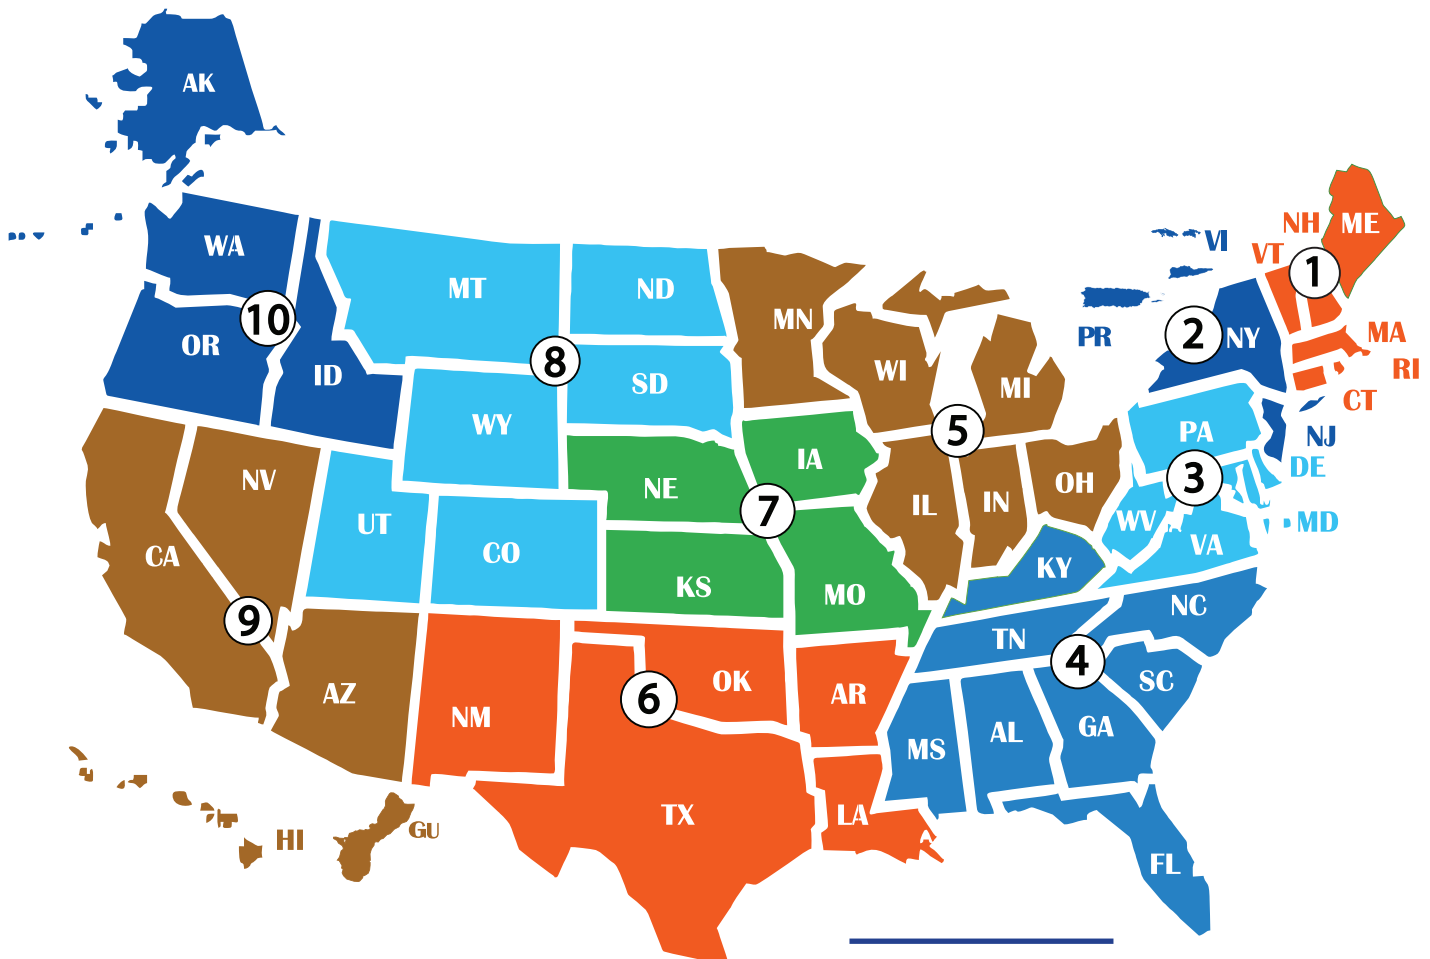 AK
ME
NH
VI
WA
VT
1
MT
ND
10
MN
2
NY
PR
MA
OR
8
RI
ID
SD
WI
MI
CT
WY
5
PA
NJ
IA
DE
NV
NE
3
OH
7
IL
IN
WV
MD
UT
CO
VA
CA
KY
KS
MO
NC
9
TN
4
AZ
OK
SC
6
AR
NM
GA
AL
MS
TX
LA
HI
GU
FL